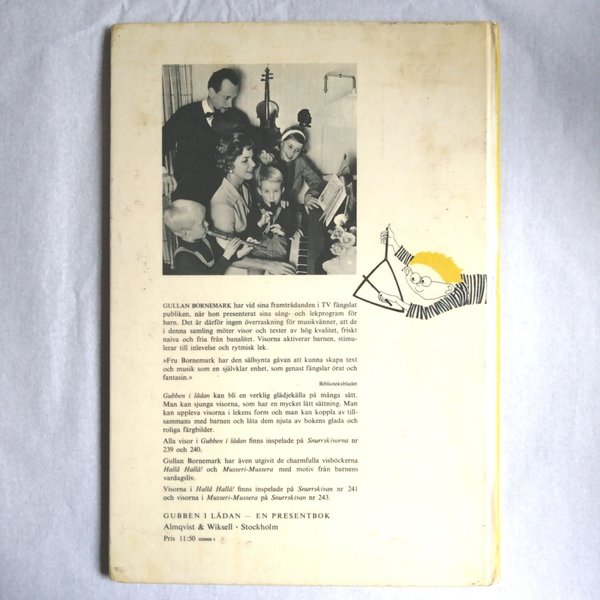 GULLAN BORNEMARK har vid sina framträdanden i TV fängslat
publiken, när hon presenterat sina sång- och lekprogram för
barn. Det är därför ingen överraskning för musikvänner, att de
i denna samling möter visor och texter av hög kvalitet, friskt
naiva och fria från banalitet. Visorna aktiverar barnen, stimu-
lerar till inlevelse och rytmisk lek.
»Fru Bornemark har den sällsynta gåvan att kunna skapa text
och musik som en självklar enhet, som genast fängslar örat och
fantasin.»
Biblioteksbladet
Gubben i lådan kan bli en verklig glädjekälla på många sätt.
Man kan sjunga visorna, som har en mycket lätt sättning. Man
kan uppleva visorna i lekens form och man kan koppla av till-
sammans med barnen och låta dem njuta av bokens glada och
roliga färgbilder.
Alla visor i Gubben i lådan finns inspelade på Snurrskivorna nr
239 och 240.
Gullan Bornemark har även utgivit de charmfulla visböckerna
Hallå Hallå! och Musseri-Mussera med motiv från barnens
vardagsliv.
Visorna i Hallå Hallå! finns inspelade på Snurrskivan nr 241
och visorna i Musseri-Mussera på Snurrskivan nr 243.
GUBBEN I LÅDAN — EN PRESENTBOK
Almqvist & Wiksell · Stockholm
Pris 11:50